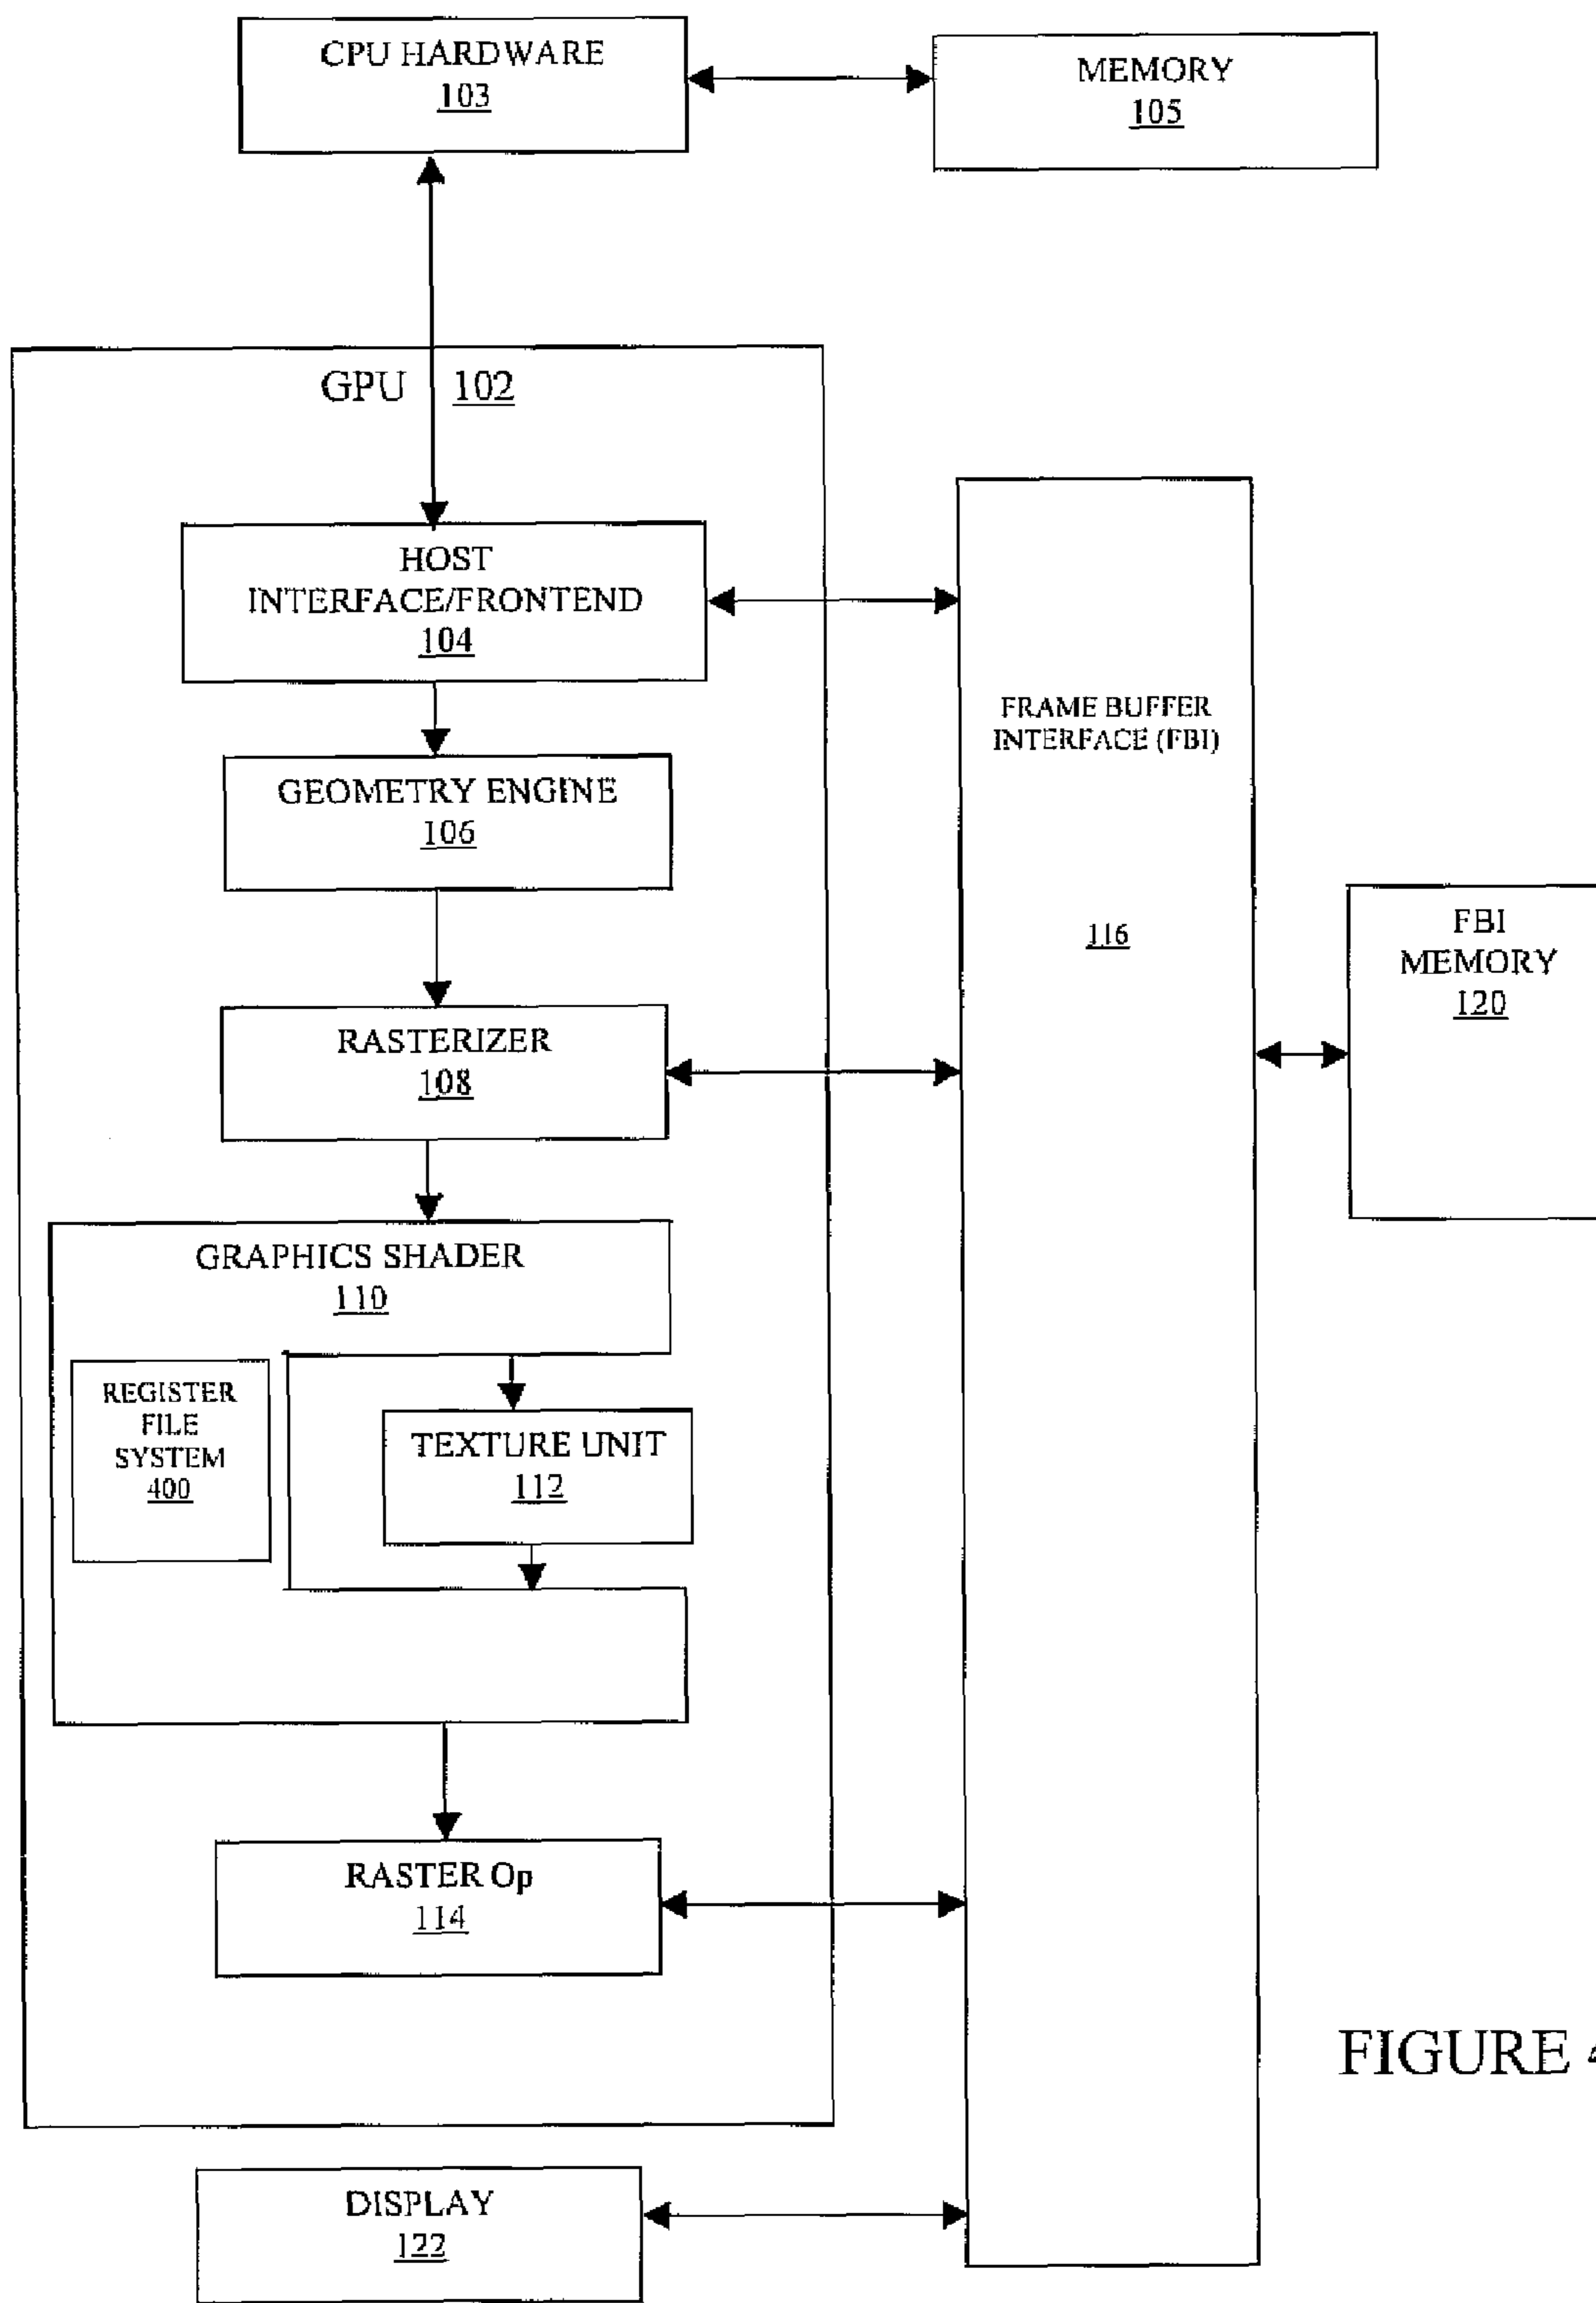 CPU HARDWARE
103
MEMORY
105
GPU 102
HOST
INTERFACE/FRONTEND
104
FRAME BUFFER
INTERFACE (FBI)
116
GEOMETRY ENGINE
106
FBI
MEMORY
120
RASTERIZER
108
GRAPHICS SHADER
110
REGISTER
FILE
SYSTEM
400
TEXTURE UNIT
112
RASTER Op
114
FIGURE 4
DISPLAY
122